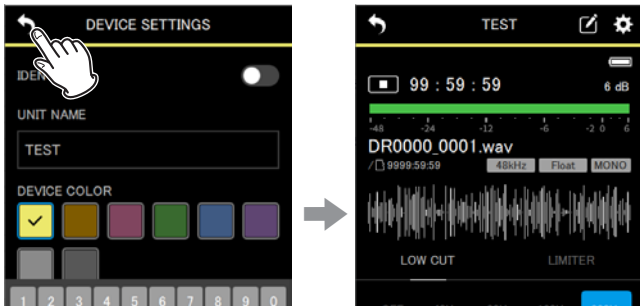 DEVICE SETTINGS
IDEN
UNIT NAME
TEST
DEVICE COLOR
1 2 3 4 5 6 7 8 9 0
TEST
99 : 59 : 59
6 dB
-48 -24 -12 -6 -2 0 6
DR0000_0001.wav
/ 9999:59:59 48kHz Float MONO
LOW CUT LIMITER